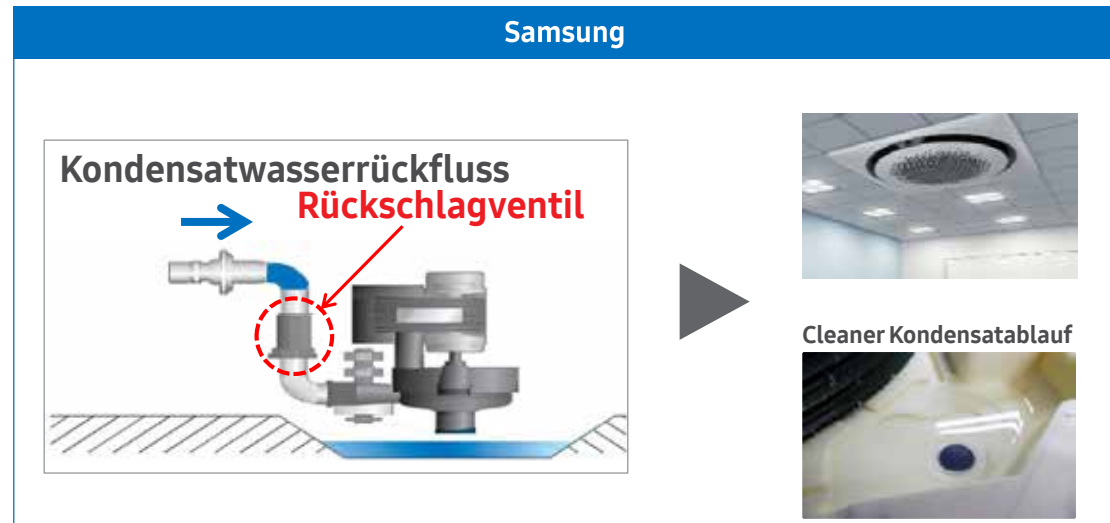 Samsung
Kondensatwasserrückfluss
Rückschlagventil
Cleaner Kondensatablauf